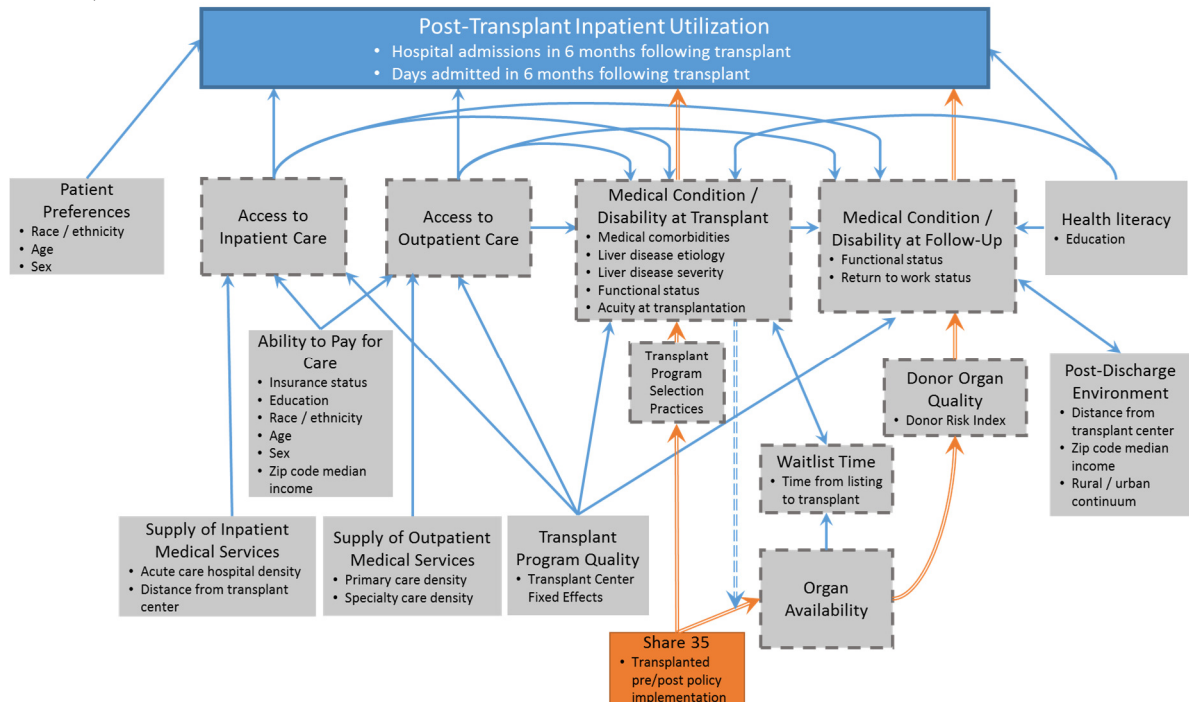 Post-Transplant Inpatient Utilization
• Hospital admissions in 6 months following transplant
• Days admitted in 6 months following transplant
Patient
Preferences
• Race / ethnicity
• Age
• Sex
Access to
Inpatient Care
Access to
Outpatient Care
Medical Condition /
Disability at Transplant
• Medical comorbidities
• Liver disease etiology
• Liver disease severity
• Functional status
• Acuity at transplantation
Medical Condition /
Disability at Follow-Up
• Functional status
• Return to work status
Health literacy
• Education
Ability to Pay for
Care
• Insurance status
• Education
• Race / ethnicity
• Age
• Sex
• Zip code median
income
Transplant
Program
Selection
Practices
Donor Organ
Quality
• Donor Risk Index
Post-Discharge
Environment
• Distance from
transplant center
• Zip code median
income
• Rural / urban
continuum
Waitlist Time
• Time from listing
to transplant
Supply of Inpatient
Medical Services
• Acute care hospital density
• Distance from transplant
center
Supply of Outpatient
Medical Services
• Primary care density
• Specialty care density
Transplant
Program Quality
• Transplant Center
Fixed Effects
Organ
Availability
Share 35
• Transplanted
pre/post policy
implementation